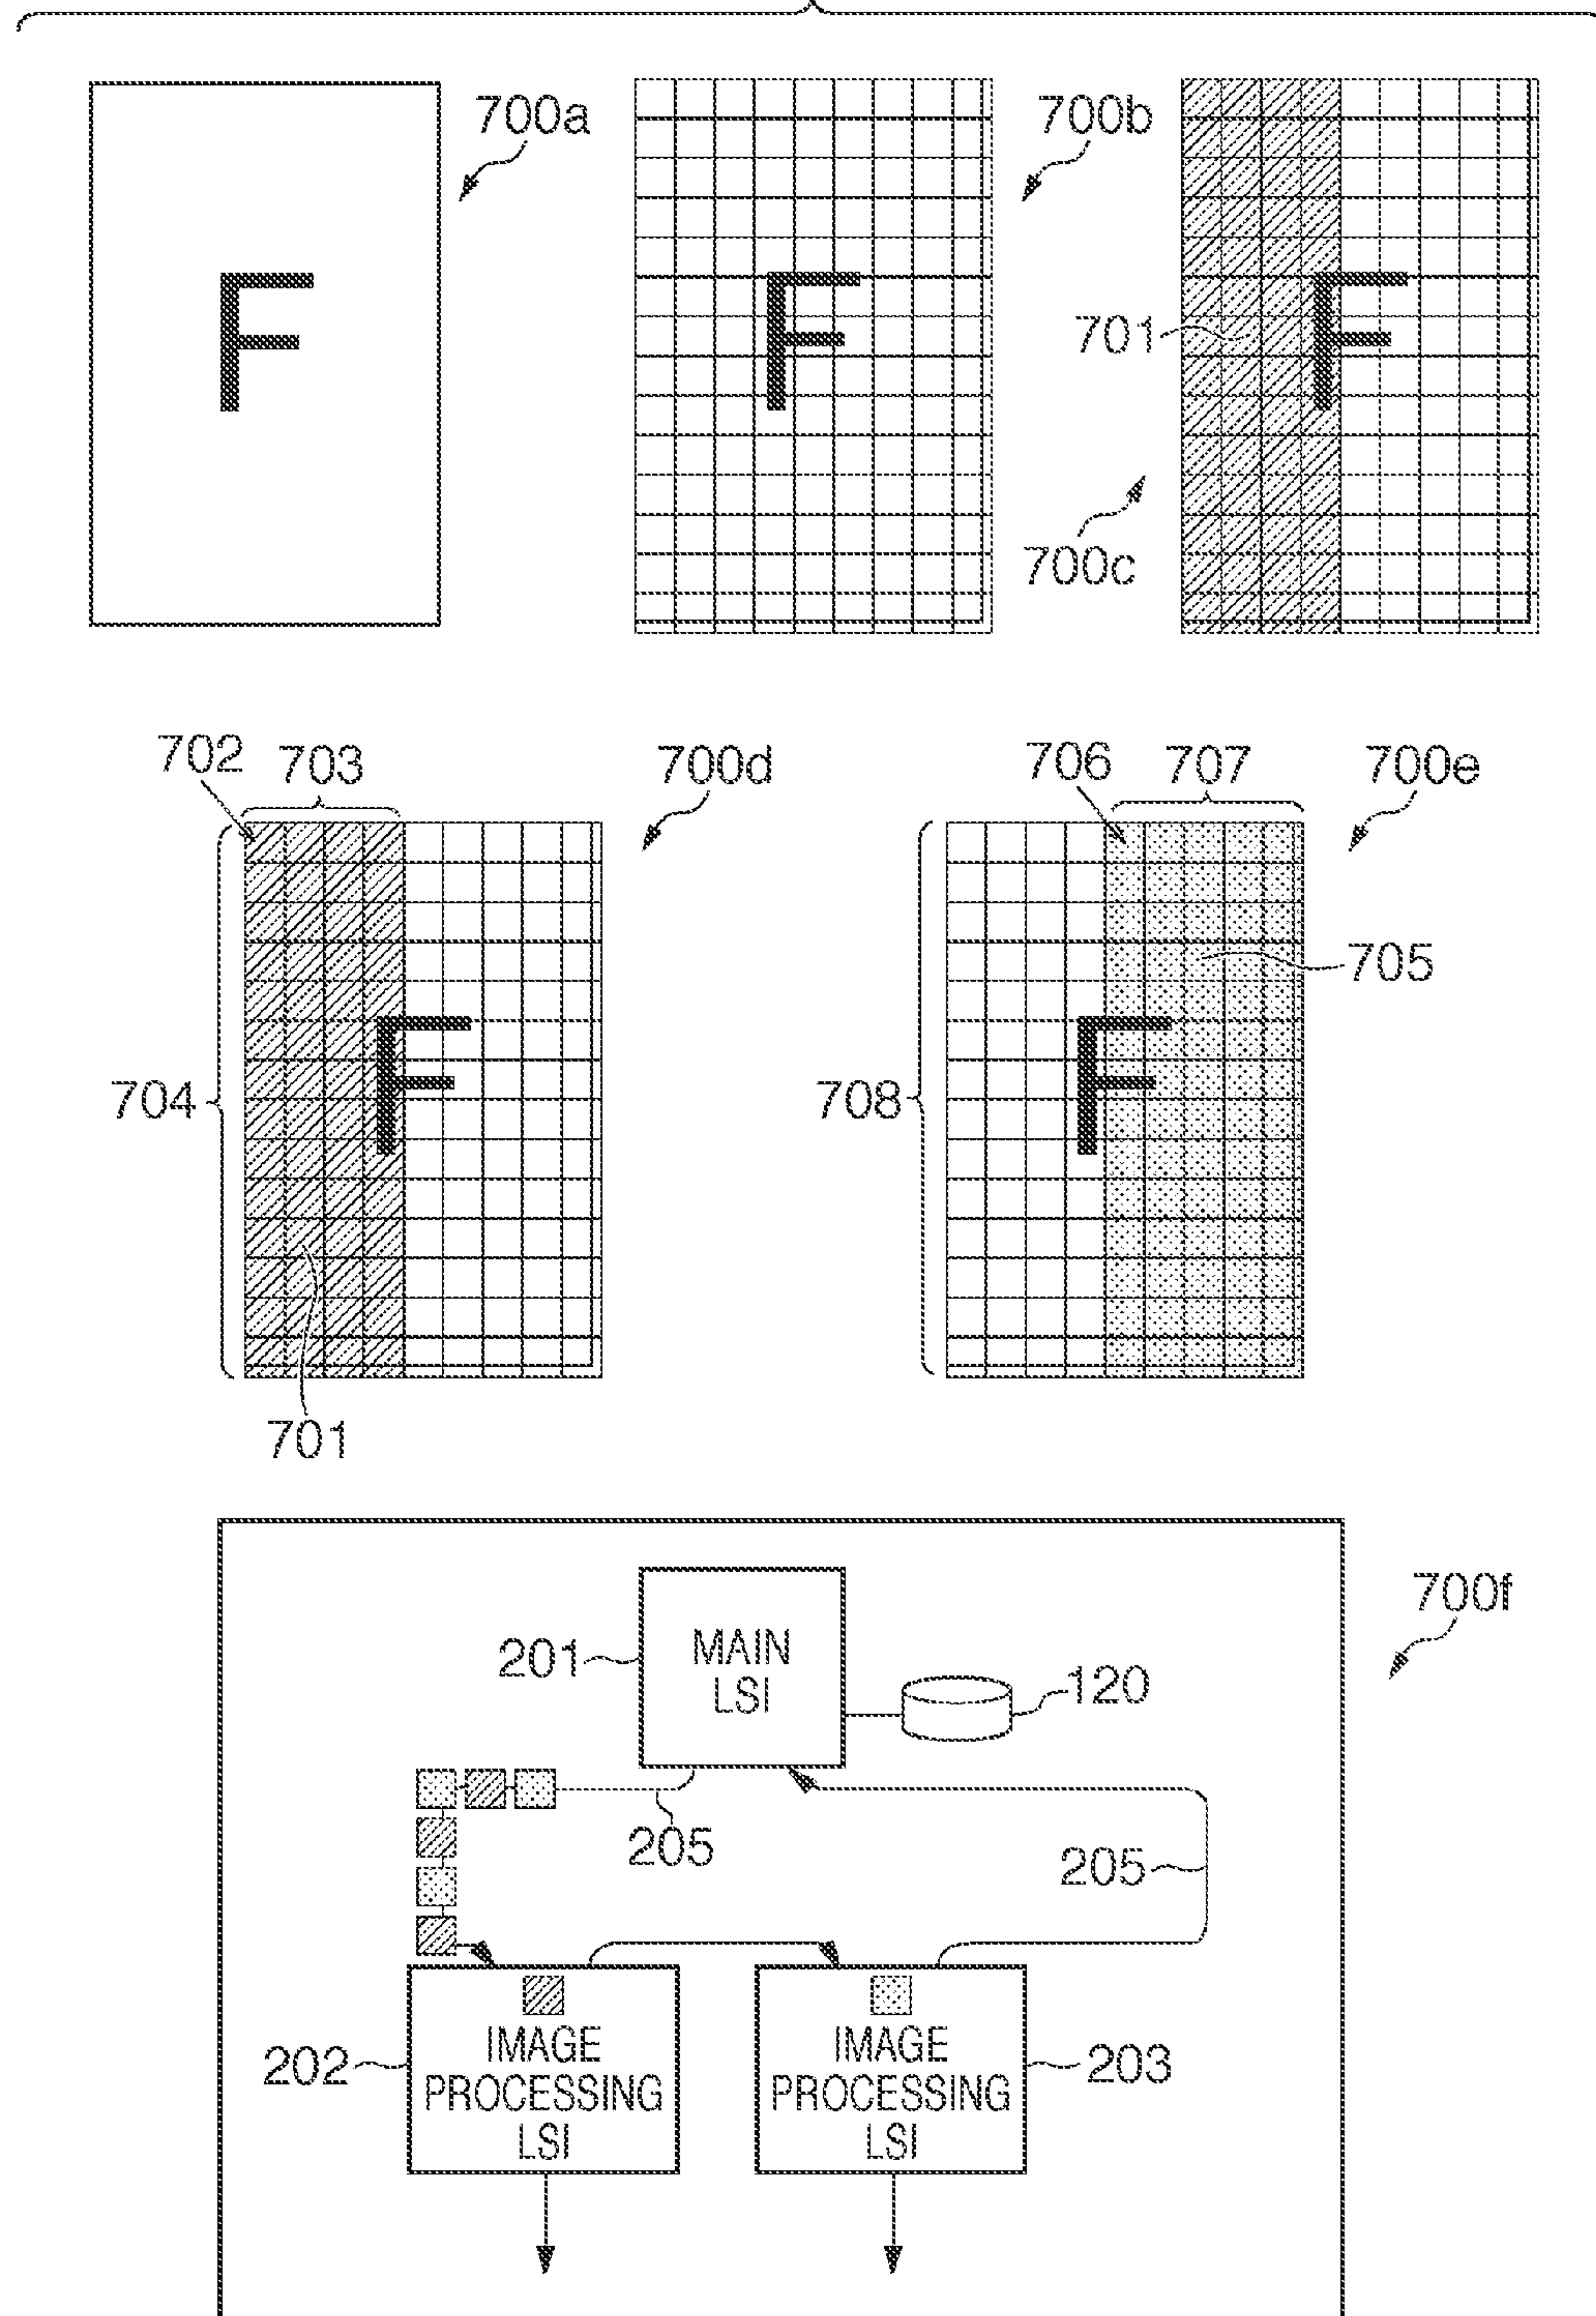 700a
700b
F
F
F
701
700c
702
703
700d
706
707
700e
705
F
F
704
708
701
700f
201
MAIN
LSI
120
205
205
202
IMAGE
PROCESSING
LSI
IMAGE
PROCESSING
LSI
203